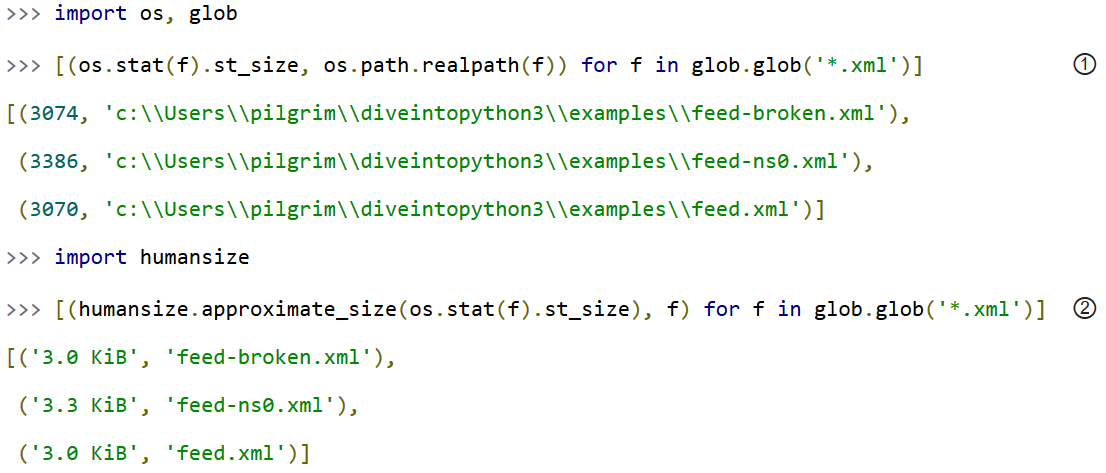 >>> import os, glob
>>> [(os.stat(f).st_size, os.path.realpath(f)) for f in glob.glob('*.xml')] ①
[(3074, 'c:\\Users\\pilgrim\\diveintopython3\\examples\\feed-broken.xml'),
 (3386, 'c:\\Users\\pilgrim\\diveintopython3\\examples\\feed-ns0.xml'),
 (3070, 'c:\\Users\\pilgrim\\diveintopython3\\examples\\feed.xml')]
>>> import humansize
>>> [(humansize.approximate_size(os.stat(f).st_size), f) for f in glob.glob('*.xml')] ②
[('3.0 KiB', 'feed-broken.xml'),
 ('3.3 KiB', 'feed-ns0.xml'),
 ('3.0 KiB', 'feed.xml')]